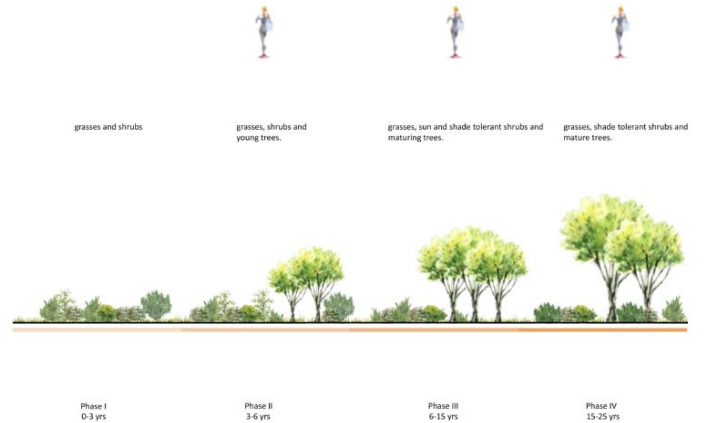 grasses and shrubs
grasses, shrubs and
young trees.
grasses, sun and shade tolerant shrubs and
maturing trees.
grasses, shade tolerant shrubs and
mature trees.
Phase I
0-3 yrs
Phase II
3-6 yrs
Phase III
6-15 yrs
Phase IV
15-25 yrs